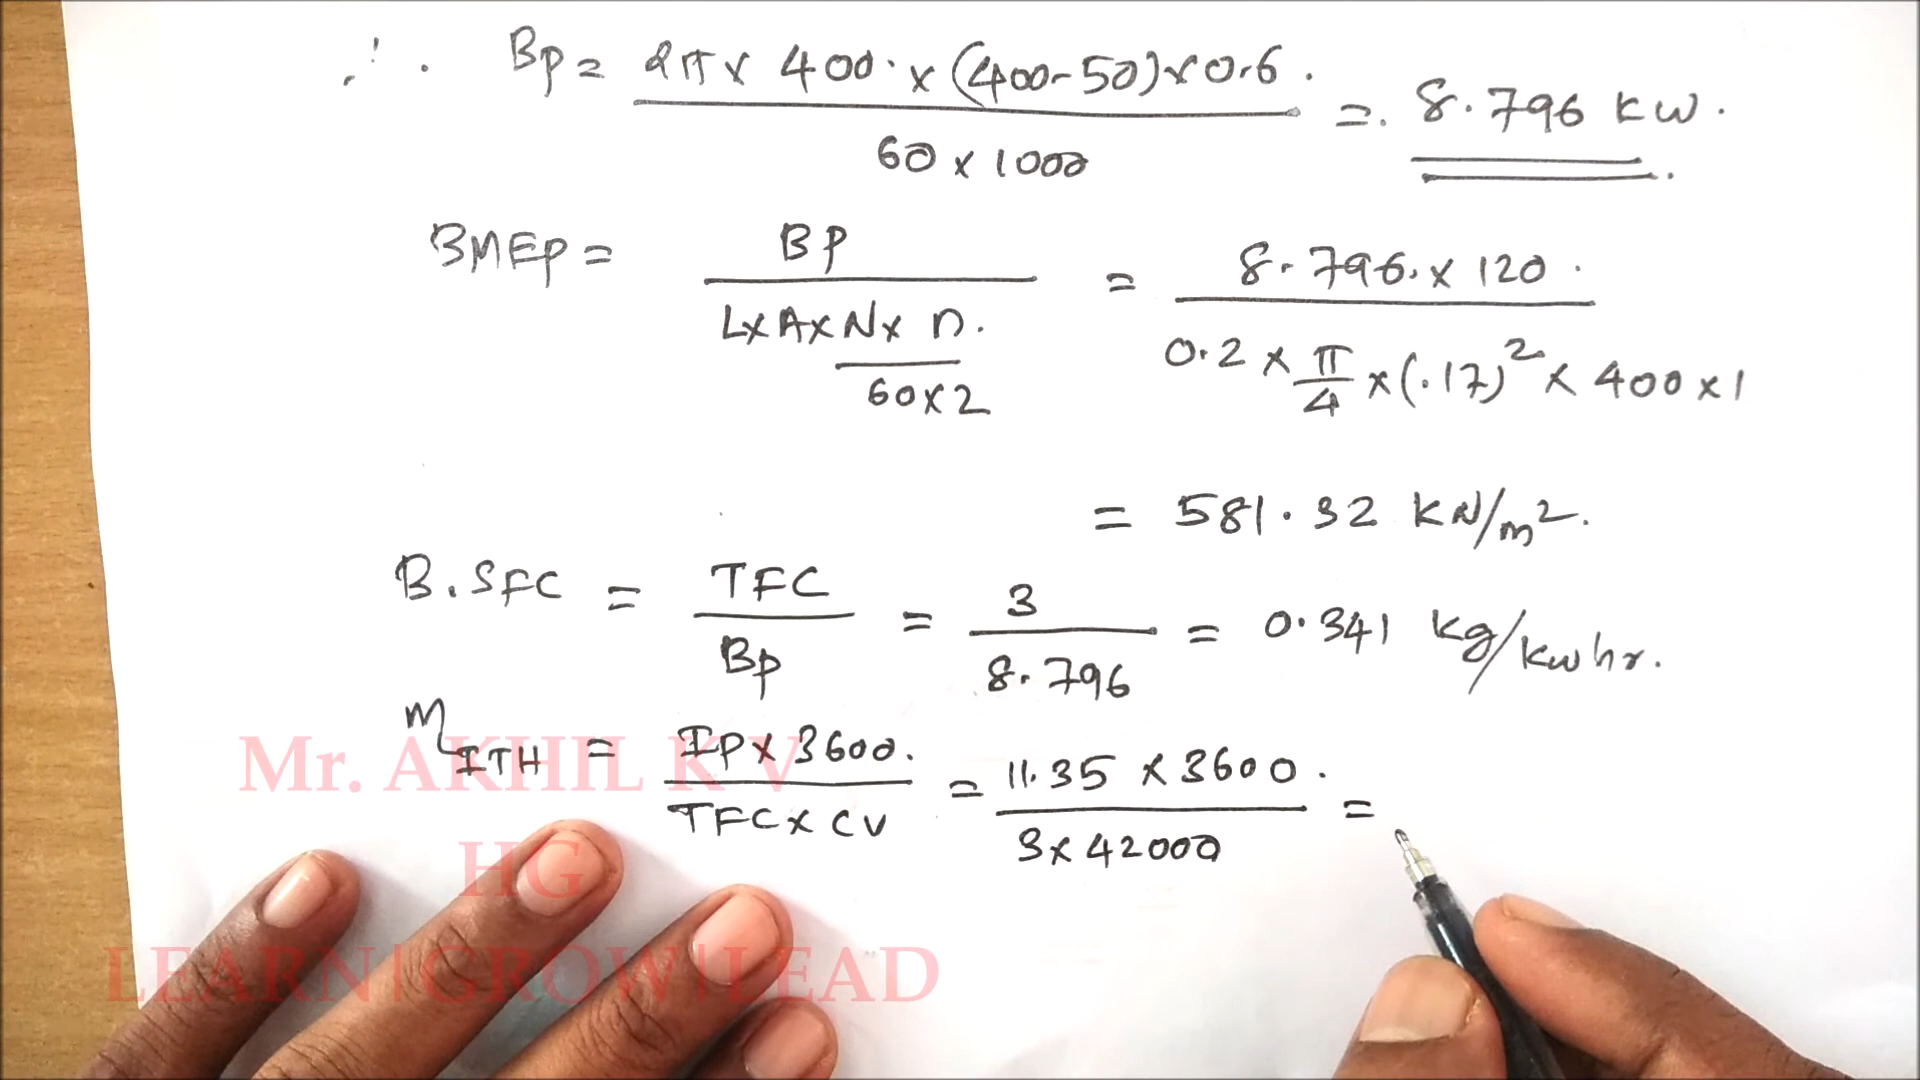 ∴ Bp = 2π x 400 x (400-50) x 0.6 / 60 x 1000 = 8.796 kw.
BMEP = BP / L x A x N x n / 60 x 2 = 8.796 x 120 / 0.2 x π/4 x (.17)² x 400 x 1
= 581.32 KN/m².
B.SFC = TFC / Bp = 3 / 8.796 = 0.341 kg/kwhr.
ηITH = IP x 3600 / TFC x CV = 11.35 x 3600 / 3 x 42000 =
Mr. AKHIL K V
HG
LEARN|GROW|LEAD